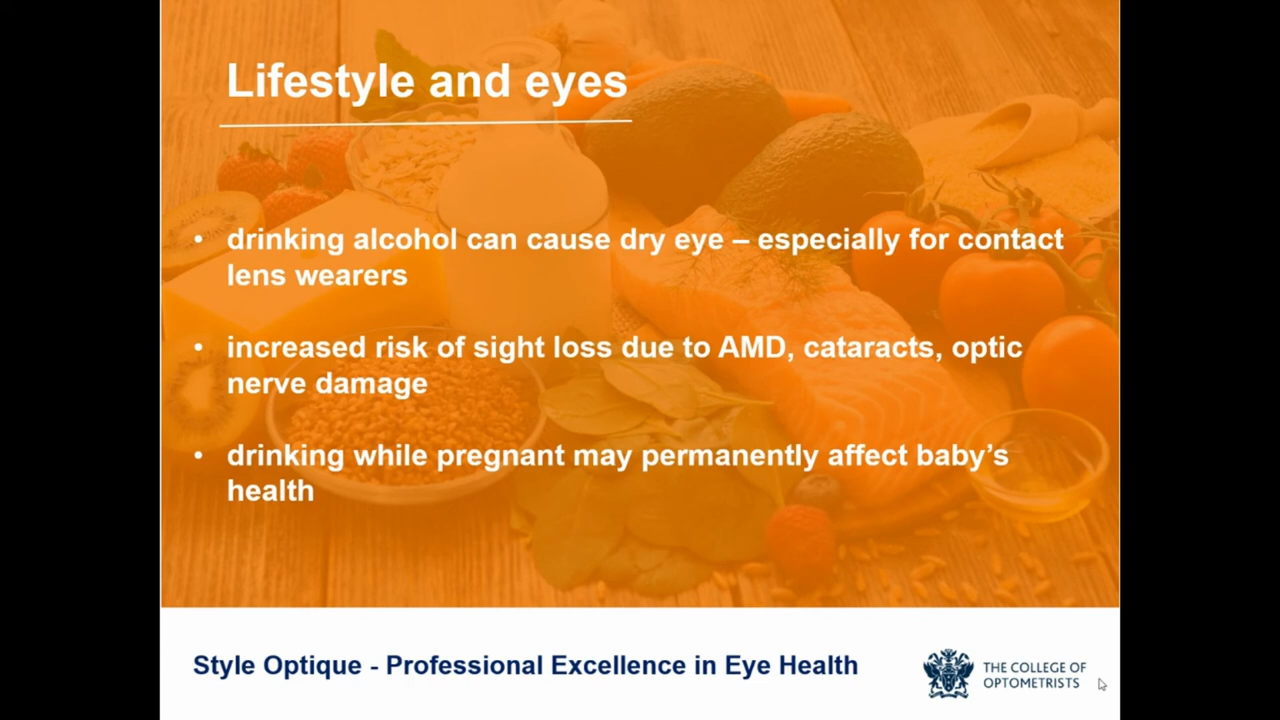 Lifestyle and eyes
• drinking alcohol can cause dry eye – especially for contact
lens wearers
• increased risk of sight loss due to AMD, cataracts, optic
nerve damage
• drinking while pregnant may permanently affect baby’s
health
Style Optique - Professional Excellence in Eye Health
THE COLLEGE OF
OPTOMETRISTS